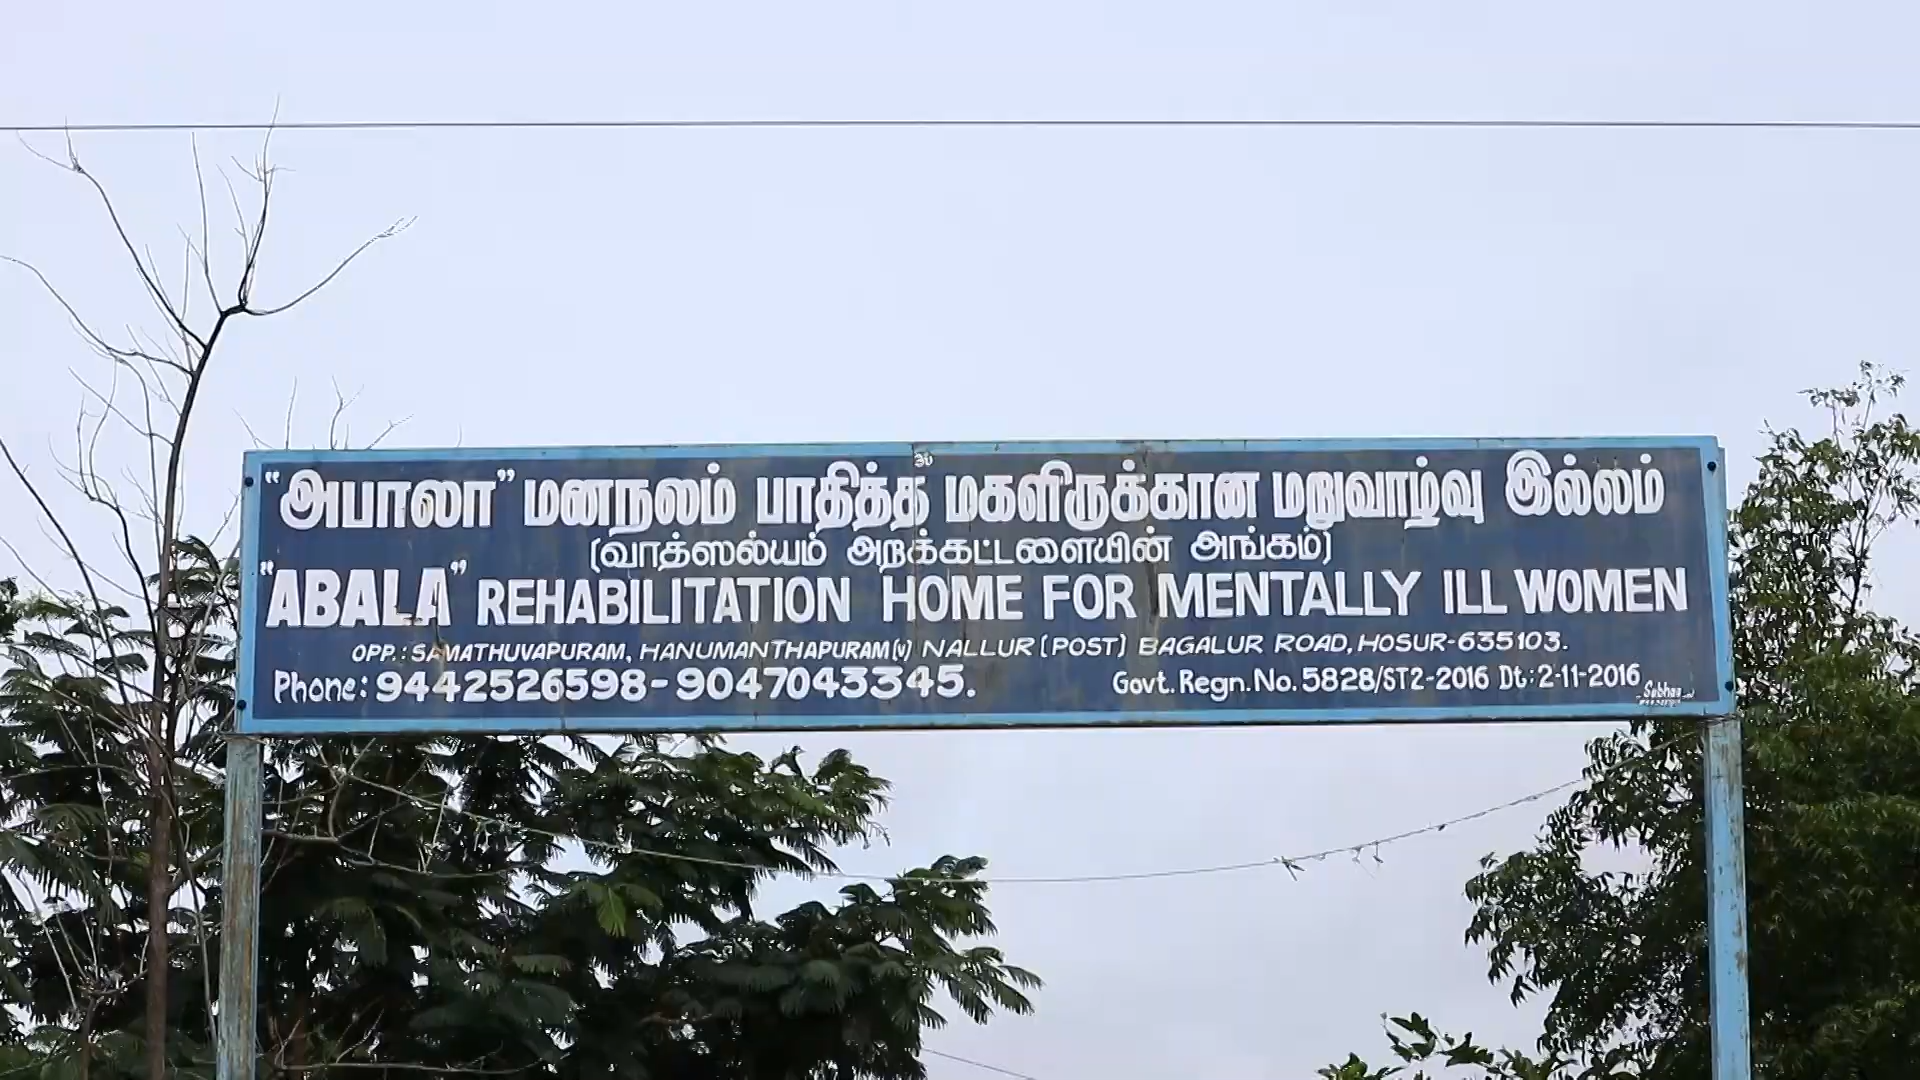 உ
“அபாலா” மனநலம் பாதித்த மகளிருக்கான மறுவாழ்வு இல்லம்
(வாத்ஸல்யம் அறக்கட்டளையின் அங்கம்)
“ABALA” REHABILITATION HOME FOR MENTALLY ILL WOMEN
OPP.: SAMATHUVAPURAM, HANUMANTHAPURAM(V) NALLUR (POST) BAGALUR ROAD, HOSUR-635103.
Phone: 9442526598-9047043345. Govt. Regn. No. 5828/ST2-2016 Dt: 2-11-2016